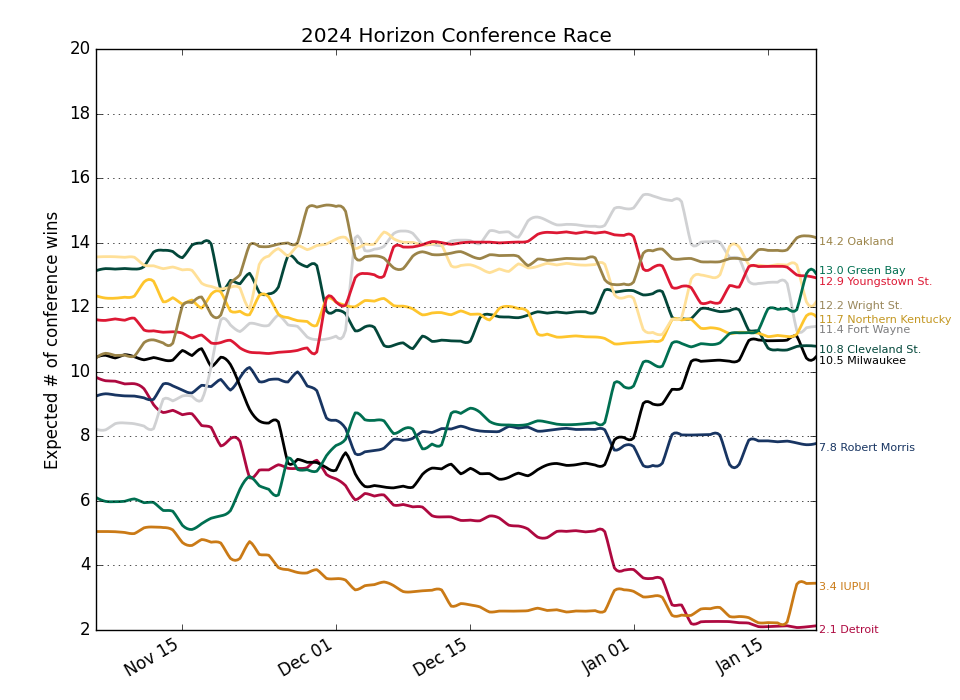 2024 Horizon Conference Race
Expected # of conference wins
20
18
16
14
12
10
8
6
4
2
14.2 Oakland
13.0 Green Bay
12.9 Youngstown St.
12.2 Wright St.
11.7 Northern Kentucky
11.4 Fort Wayne
10.8 Cleveland St.
10.5 Milwaukee
7.8 Robert Morris
3.4 IUPUI
2.1 Detroit
Nov 15
Dec 01
Dec 15
Jan 01
Jan 15